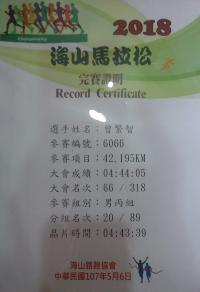 Championship
2018
海山馬拉松
完賽證明
Record Certificate
選手姓名：曾繁智
參賽編號：6066
參賽項目：42.195KM
大會成績：04:44:05
大會名次：66 / 318
參賽組別：男丙組
分組名次：20 / 89
晶片時間：04:43:39
海山路跑協會
中華民國107年5月6日